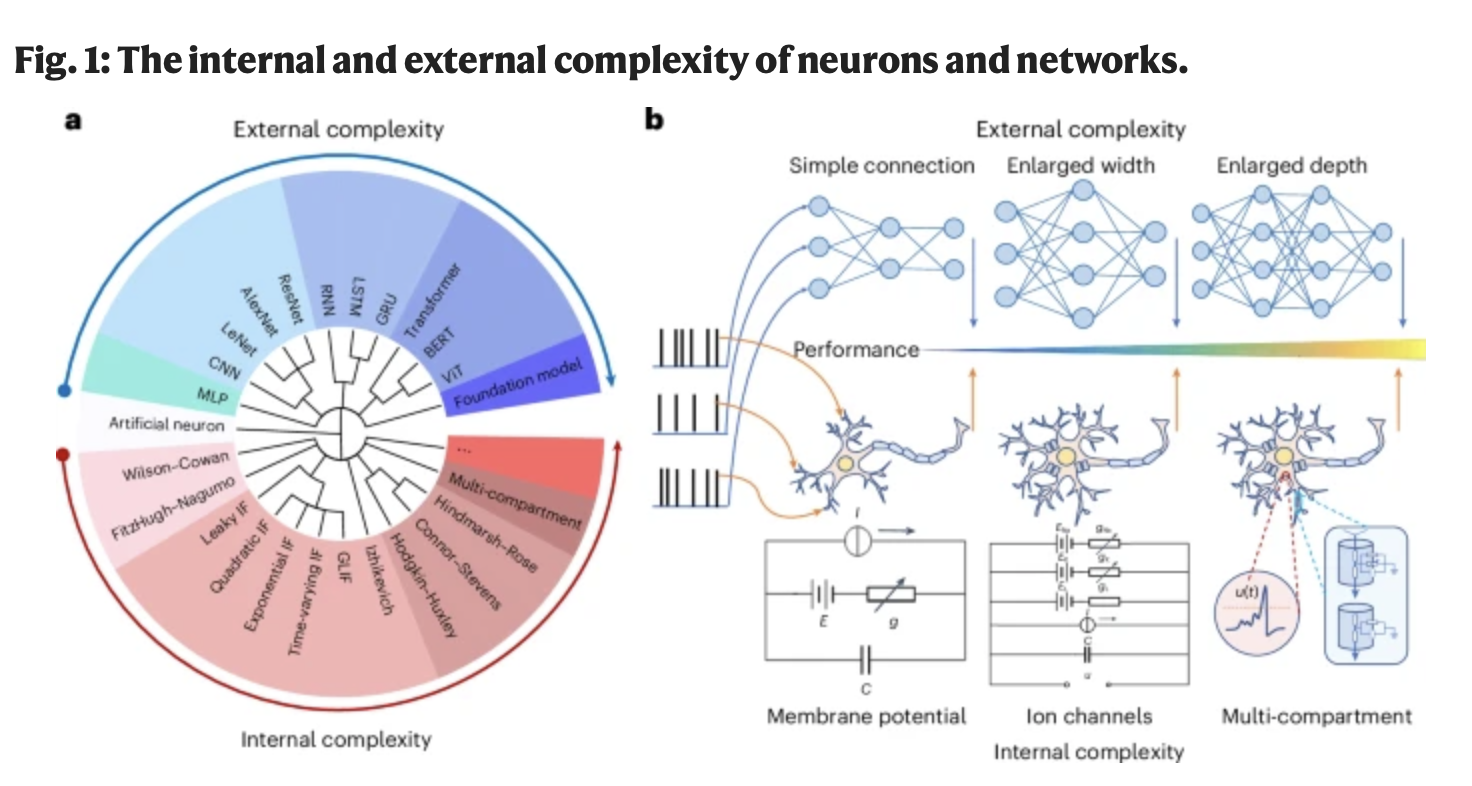 Fig. 1: The internal and external complexity of neurons and networks.
a
External complexity
MLP
CNN
LeNet
AlexNet
ResNet
RNN
LSTM
GRU
Transformer
BERT
ViT
Foundation model
Artificial neuron
Wilson–Cowan
FitzHugh–Nagumo
Leaky IF
Quadratic IF
Exponential IF
Time-varying IF
GLIF
Izhikevich
Hodgkin–Huxley
Connor–Stevens
Hindmarsh–Rose
Multi-compartment
...
Internal complexity
b
External complexity
Simple connection
Enlarged width
Enlarged depth
Performance
I
E
g
C
C
u(t)
Membrane potential
Ion channels
Multi-compartment
Internal complexity